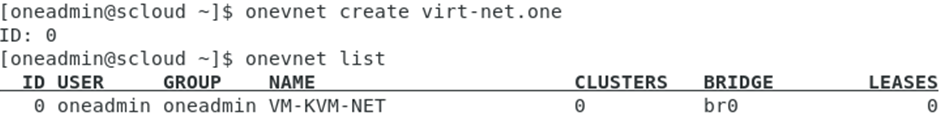 [oneadmin@scloud ~]$ onevnet create virt-net.one
ID: 0
[oneadmin@scloud ~]$ onevnet list
ID USER GROUP NAME CLUSTERS BRIDGE LEASES
0 oneadmin oneadmin VM-KVM-NET 0 br0 0